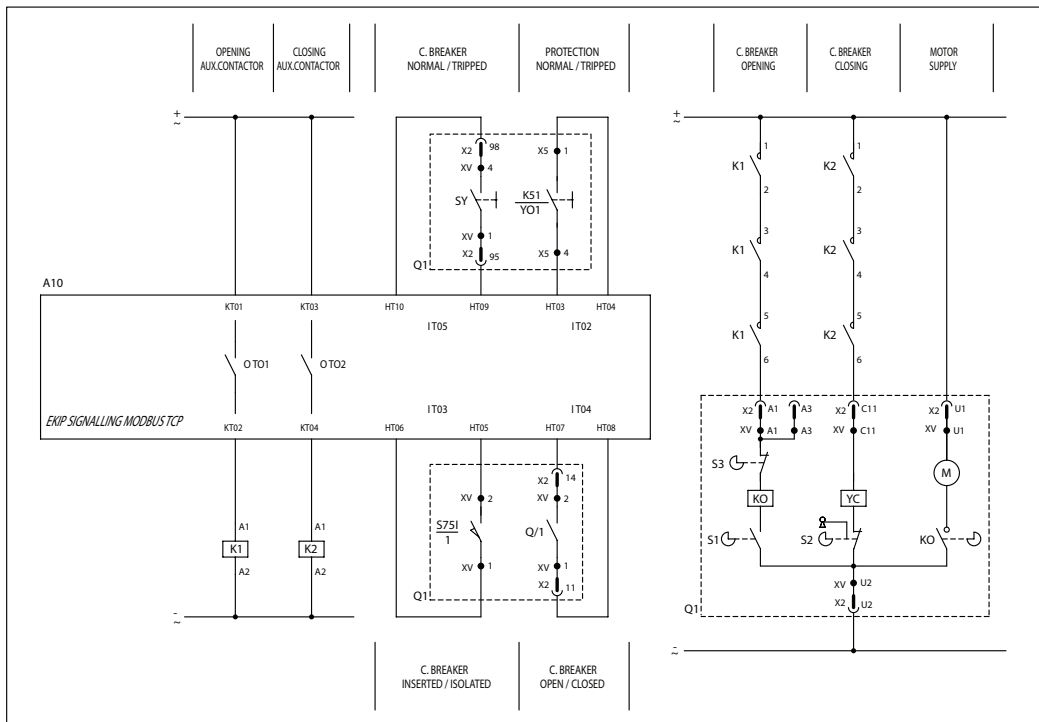 OPENING
AUX.CONTACTOR
CLOSING
AUX.CONTACTOR
C. BREAKER
NORMAL / TRIPPED
PROTECTION
NORMAL / TRIPPED
C. BREAKER
OPENING
C. BREAKER
CLOSING
MOTOR
SUPPLY
+
~
+
~
X2 98
XV 4
SY
XV 1
X2 95
Q1
X5 1
K51
YO1
X5 4
K1
1
2
K2
1
2
K1
3
4
K2
3
4
K1
5
6
K2
5
6
A10
KT01
KT03
HT10
HT09
HT03
HT04
IT05
IT02
O TO1
O TO2
IT03
IT04
EKIP SIGNALLING MODBUS TCP
KT02
KT04
HT06
HT05
HT07
HT08
A1
K1
A2
A1
K2
A2
XV 2
S75I
1
XV 1
Q1
X2 14
XV 2
Q/1
XV 1
X2 11
X2 A1
A3
XV A1
A3
X2 C11
XV C11
X2 U1
XV U1
S3
M
KO
YC
S1
S2
KO
XV U2
X2 U2
Q1
-
~
-
~
C. BREAKER
INSERTED / ISOLATED
C. BREAKER
OPEN / CLOSED